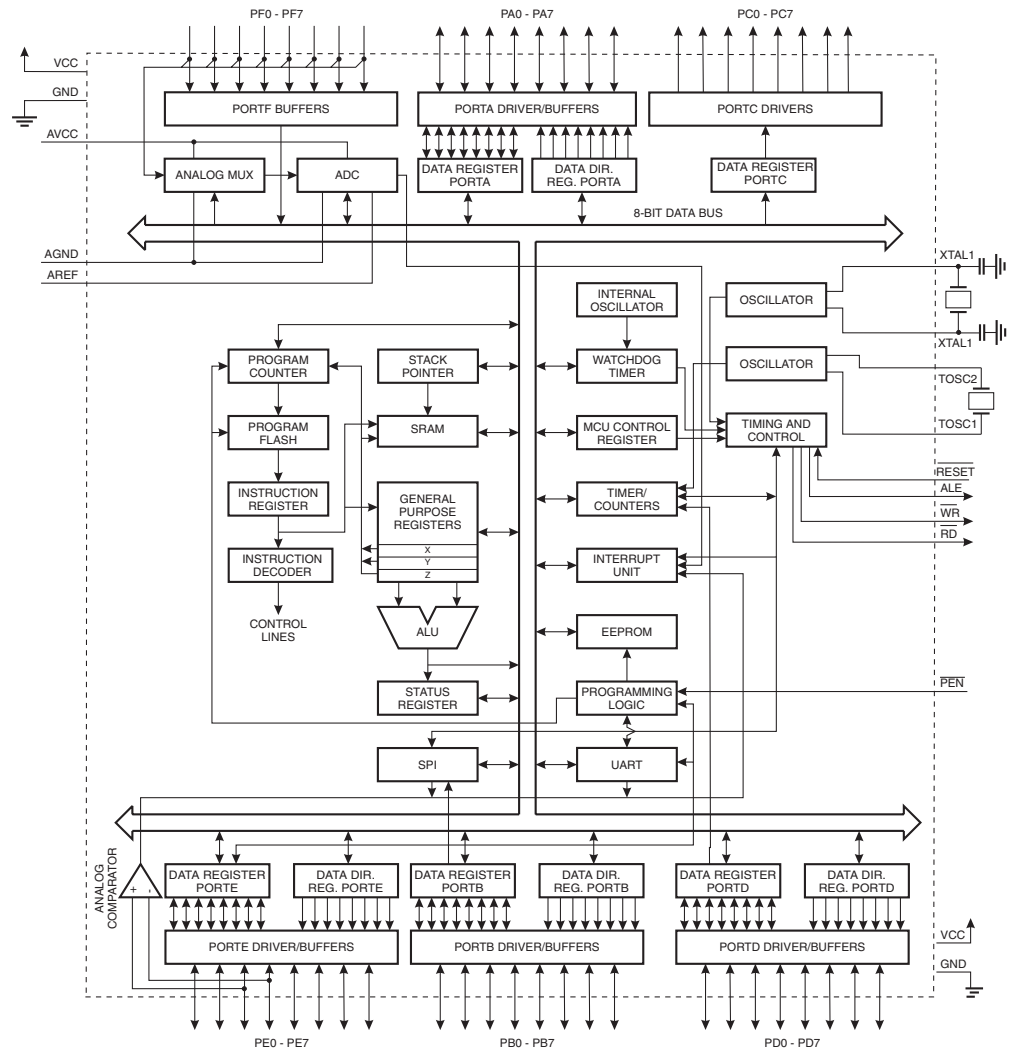 PF0 - PF7
PA0 - PA7
PC0 - PC7
VCC
GND
AVCC
PORTF BUFFERS
PORTA DRIVER/BUFFERS
PORTC DRIVERS
ANALOG MUX
ADC
DATA REGISTER
PORTA
DATA DIR.
REG. PORTA
DATA REGISTER
PORTC
8-BIT DATA BUS
AGND
AREF
XTAL1
XTAL1
INTERNAL
OSCILLATOR
OSCILLATOR
PROGRAM
COUNTER
STACK
POINTER
WATCHDOG
TIMER
OSCILLATOR
TOSC2
TOSC1
PROGRAM
FLASH
SRAM
MCU CONTROL
REGISTER
TIMING AND
CONTROL
RESET
ALE
WR
RD
INSTRUCTION
REGISTER
GENERAL
PURPOSE
REGISTERS
X
Y
Z
TIMER/
COUNTERS
INSTRUCTION
DECODER
INTERRUPT
UNIT
CONTROL
LINES
ALU
EEPROM
STATUS
REGISTER
PROGRAMMING
LOGIC
PEN
SPI
UART
ANALOG
COMPARATOR
+
-
DATA REGISTER
PORTE
DATA DIR.
REG. PORTE
DATA REGISTER
PORTB
DATA DIR.
REG. PORTB
DATA REGISTER
PORTD
DATA DIR.
REG. PORTD
PORTE DRIVER/BUFFERS
PORTB DRIVER/BUFFERS
PORTD DRIVER/BUFFERS
VCC
GND
PE0 - PE7
PB0 - PB7
PD0 - PD7